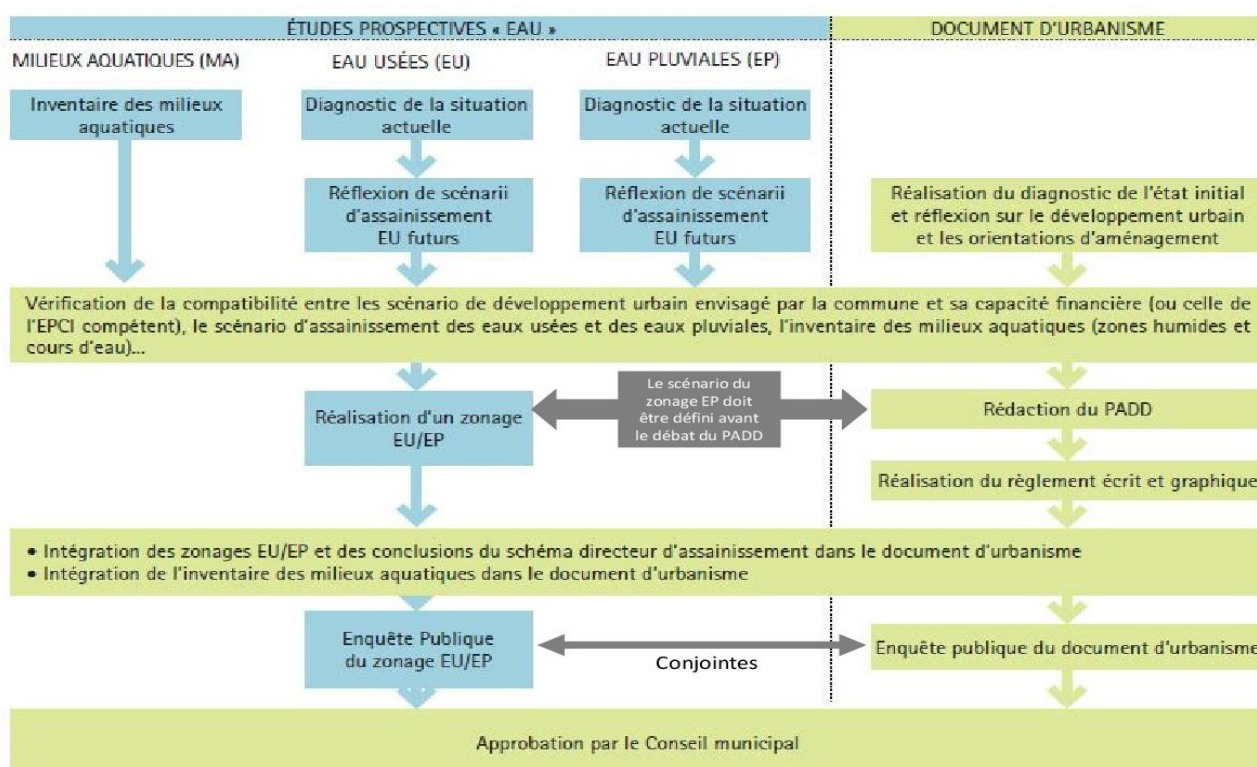 ÉTUDES PROSPECTIVES « EAU »
DOCUMENT D'URBANISME
MILIEUX AQUATIQUES (MA)
EAU USÉES (EU)
EAU PLUVIALES (EP)
Inventaire des milieux
aquatiques
Diagnostic de la situation
actuelle
Diagnostic de la situation
actuelle
Réflexion de scénarii
d'assainissement
EU futurs
Réflexion de scénarii
d'assainissement
EU futurs
Réalisation du diagnostic de l'état initial
et réflexion sur le développement urbain
et les orientations d'aménagement
Vérification de la compatibilité entre les scénario de développement urbain envisagé par la commune et sa capacité financière (ou celle de
l'EPCI compétent), le scénario d'assainissement des eaux usées et des eaux pluviales, l'inventaire des milieux aquatiques (zones humides et
cours d'eau)...
Réalisation d'un zonage
EU/EP
Le scénario du
zonage EP doit
être défini avant
le débat du PADD
Rédaction du PADD
Réalisation du règlement écrit et graphique
• Intégration des zonages EU/EP et des conclusions du schéma directeur d'assainissement dans le document d'urbanisme
• Intégration de l'inventaire des milieux aquatiques dans le document d'urbanisme
Enquête Publique
du zonage EU/EP
Conjointes
Enquête publique du document d'urbanisme
Approbation par le Conseil municipal